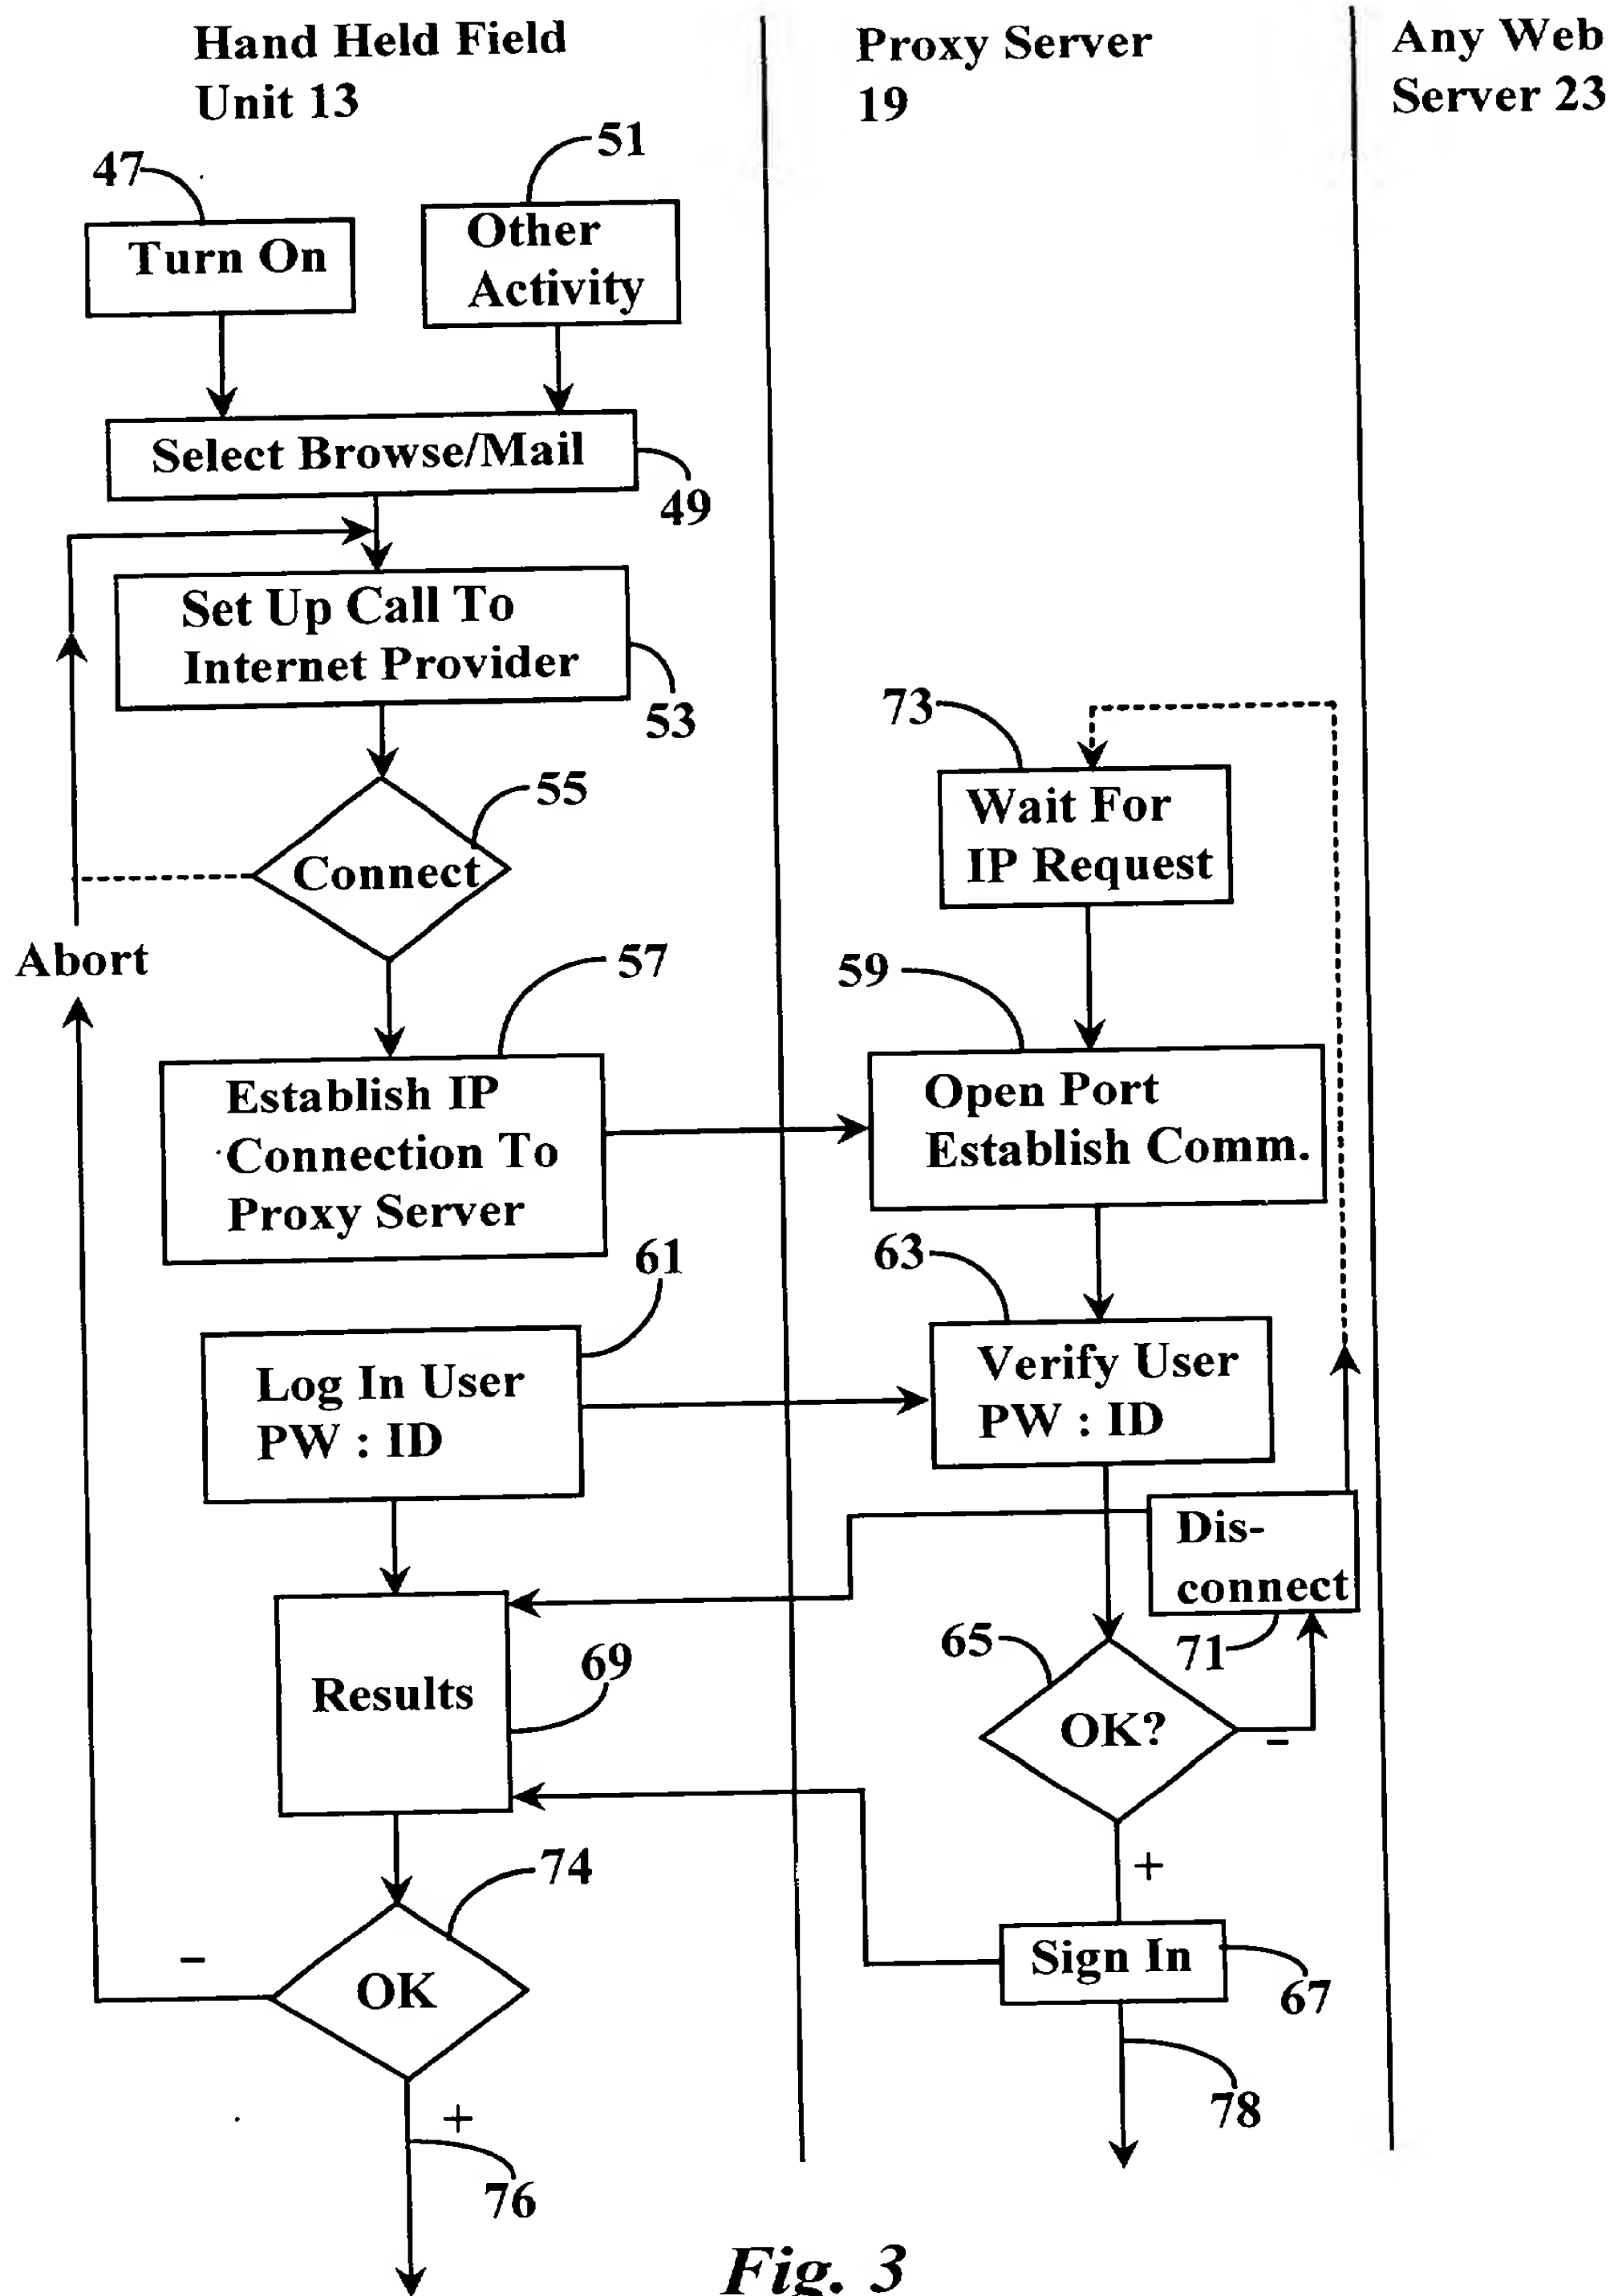 Hand Held Field
Unit 13
Proxy Server
19
Any Web
Server 23
47
51
Turn On
Other
Activity
Select Browse/Mail
49
Set Up Call To
Internet Provider
53
73
Wait For
IP Request
55
Connect
Abort
57
59
Establish IP
Connection To
Proxy Server
Open Port
Establish Comm.
61
63
Log In User
PW : ID
Verify User
PW : ID
Dis-
connect
71
65
69
Results
OK?
-
+
74
-
OK
Sign In
67
78
+
76
Fig. 3